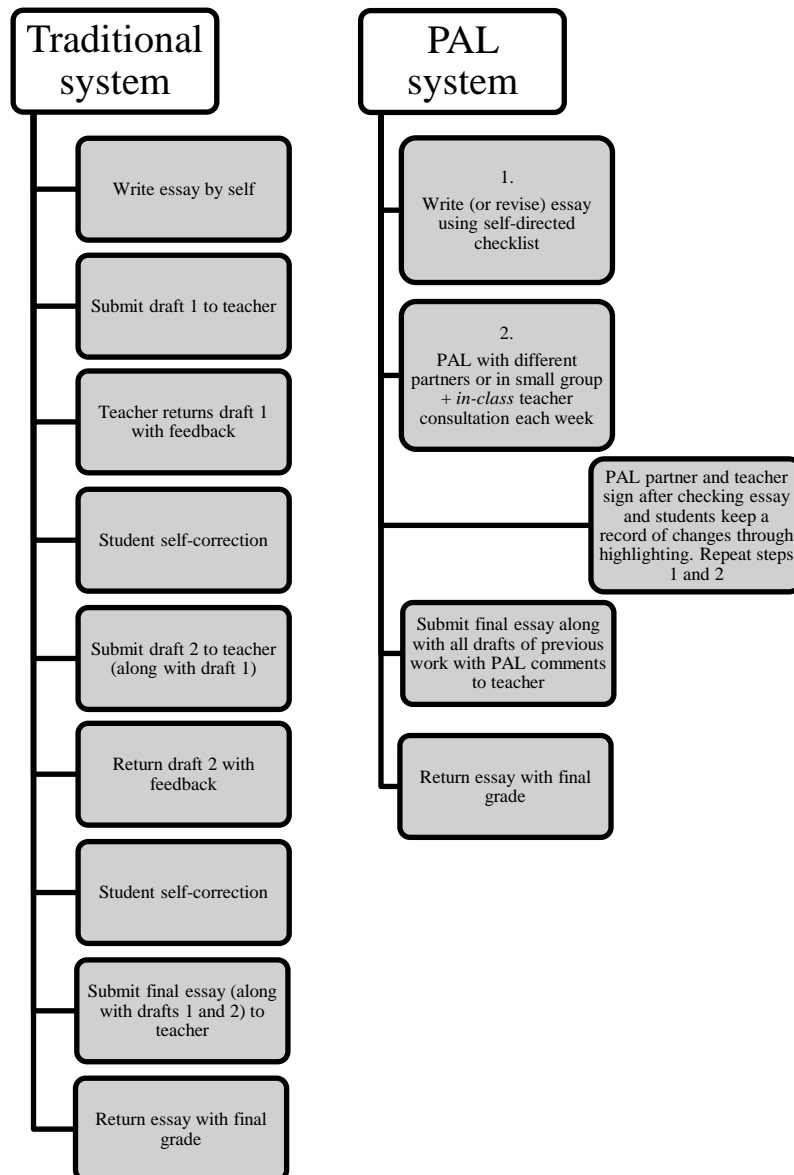 Traditional
system
Write essay by self
Submit draft 1 to teacher
Teacher returns draft 1
with feedback
Student self-correction
Submit draft 2 to teacher
(along with draft 1)
Return draft 2 with
feedback
Student self-correction
Submit final essay (along
with drafts 1 and 2) to
teacher
Return essay with final
grade
PAL
system
1.
Write (or revise) essay
using self-directed
checklist
2.
PAL with different
partners or in small group
+ in-class teacher
consultation each week
PAL partner and teacher
sign after checking essay
and students keep a
record of changes through
highlighting. Repeat steps
1 and 2
Submit final essay along
with all drafts of previous
work with PAL comments
to teacher
Return essay with final
grade